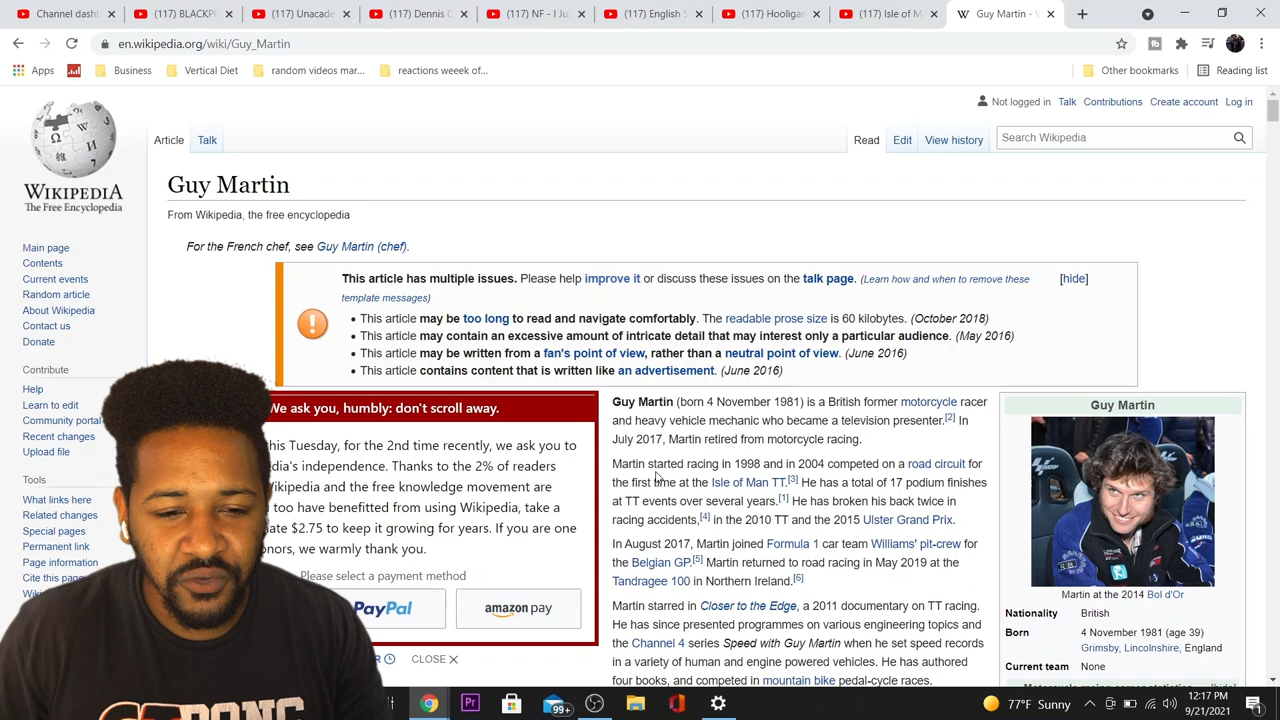 Channel dasl
(117) BLACKP
(117) Unacade
(117) Dennis G
(117) NF - I Jus
(117) English S
(117) Hooligan
(117) Isle of M
Guy Martin -
en.wikipedia.org/wiki/Guy_Martin
Apps
Business
Vertical Diet
random videos mar...
reactions weeek of...
Other bookmarks
Reading list
Not logged in Talk Contributions Create account Log in
Article Talk
Read Edit View history
Search Wikipedia
WIKIPEDIA
The Free Encyclopedia
Guy Martin
From Wikipedia, the free encyclopedia
For the French chef, see Guy Martin (chef).
This article has multiple issues. Please help improve it or discuss these issues on the talk page. (Learn how and when to remove these
template messages)
[hide]
• This article may be too long to read and navigate comfortably. The readable prose size is 60 kilobytes. (October 2018)
• This article may contain an excessive amount of intricate detail that may interest only a particular audience. (May 2016)
• This article may be written from a fan's point of view, rather than a neutral point of view. (June 2016)
• This article contains content that is written like an advertisement. (June 2016)
Main page
Contents
Current events
Random article
About Wikipedia
Contact us
Donate
Contribute
Help
Learn to edit
Community portal
Recent changes
Upload file
Tools
What links here
Related changes
Special pages
Permanent link
Page information
Cite this page
Wiki
We ask you, humbly: don't scroll away.
his Tuesday, for the 2nd time recently, we ask you to
dia's independence. Thanks to the 2% of readers
ikipedia and the free knowledge movement are
too have benefitted from using Wikipedia, take a
ate $2.75 to keep it growing for years. If you are one
onors, we warmly thank you.
Please select a payment method
PayPal
amazon pay
CLOSE
Guy Martin (born 4 November 1981) is a British former motorcycle racer
and heavy vehicle mechanic who became a television presenter.[2] In
July 2017, Martin retired from motorcycle racing.
Martin started racing in 1998 and in 2004 competed on a road circuit for
the first time at the Isle of Man TT.[3] He has a total of 17 podium finishes
at TT events over several years.[1] He has broken his back twice in
racing accidents,[4] in the 2010 TT and the 2015 Ulster Grand Prix.
In August 2017, Martin joined Formula 1 car team Williams' pit-crew for
the Belgian GP.[5] Martin returned to road racing in May 2019 at the
Tandragee 100 in Northern Ireland.[6]
Martin starred in Closer to the Edge, a 2011 documentary on TT racing.
He has since presented programmes on various engineering topics and
the Channel 4 series Speed with Guy Martin when he set speed records
in a variety of human and engine powered vehicles. He has authored
four books, and competed in mountain bike pedal-cycle races.
Guy Martin
Martin at the 2014 Bol d'Or
Nationality British
Born 4 November 1981 (age 39)
Grimsby, Lincolnshire, England
Current team None
99+
77°F Sunny
12:17 PM
9/21/2021